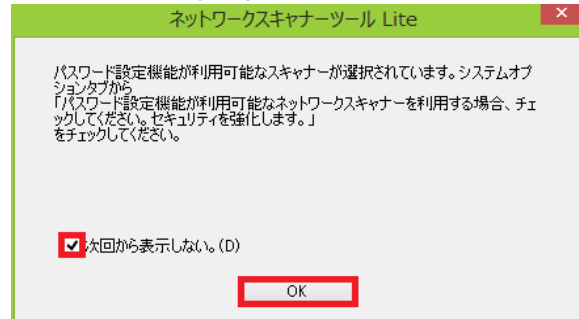 ネットワークスキャナーツール Lite
パスワード設定機能が利用可能なスキャナーが選択されています。システムオプ
ションタブから
「パスワード設定機能が利用可能なネットワークスキャナーを利用する場合、チェ
ックしてください。セキュリティを強化します。」
をチェックしてください。
次回から表示しない。(D)
OK